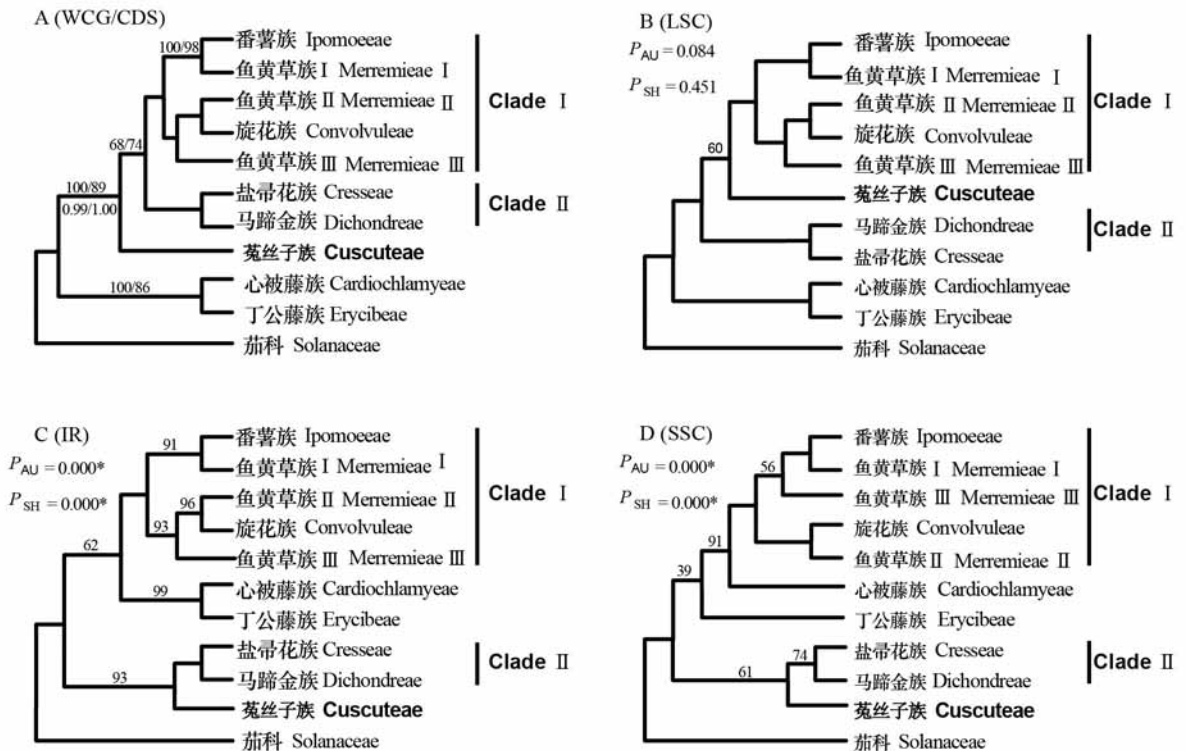 A (WCG/CDS)
100/98
番薯族 Ipomoeeae
鱼黄草族 Ⅰ Merremieae Ⅰ
鱼黄草族 Ⅱ Merremieae Ⅱ
旋花族 Convolvuleae
鱼黄草族 Ⅲ Merremieae Ⅲ
Clade Ⅰ
68/74
盐帚花族 Cresseae
马蹄金族 Dichondreae
Clade Ⅱ
100/89
0.99/1.00
菟丝子族 Cuscuteae
100/86
心被藤族 Cardiochlamyeae
丁公藤族 Erycibeae
茄科 Solanaceae
B (LSC)
P AU = 0.084
P SH = 0.451
番薯族 Ipomoeeae
鱼黄草族 Ⅰ Merremieae Ⅰ
鱼黄草族 Ⅱ Merremieae Ⅱ
旋花族 Convolvuleae
鱼黄草族 Ⅲ Merremieae Ⅲ
Clade Ⅰ
60
菟丝子族 Cuscuteae
马蹄金族 Dichondreae
盐帚花族 Cresseae
Clade Ⅱ
心被藤族 Cardiochlamyeae
丁公藤族 Erycibeae
茄科 Solanaceae
C (IR)
P AU = 0.000*
P SH = 0.000*
91
番薯族 Ipomoeeae
鱼黄草族 Ⅰ Merremieae Ⅰ
96
鱼黄草族 Ⅱ Merremieae Ⅱ
93
旋花族 Convolvuleae
鱼黄草族 Ⅲ Merremieae Ⅲ
Clade Ⅰ
62
99
心被藤族 Cardiochlamyeae
丁公藤族 Erycibeae
93
盐帚花族 Cresseae
马蹄金族 Dichondreae
Clade Ⅱ
菟丝子族 Cuscuteae
茄科 Solanaceae
D (SSC)
P AU = 0.000*
P SH = 0.000*
番薯族 Ipomoeeae
56
鱼黄草族 Ⅰ Merremieae Ⅰ
鱼黄草族 Ⅲ Merremieae Ⅲ
旋花族 Convolvuleae
鱼黄草族 Ⅱ Merremieae Ⅱ
Clade Ⅰ
91
39
心被藤族 Cardiochlamyeae
丁公藤族 Erycibeae
74
61
盐帚花族 Cresseae
马蹄金族 Dichondreae
Clade Ⅱ
菟丝子族 Cuscuteae
茄科 Solanaceae